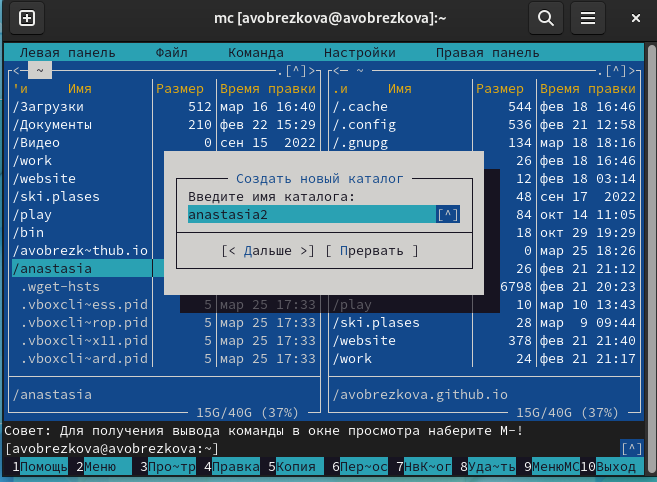 mc [avobrezkova@avobrezkova]:~
Левая панель Файл Команда Настройки Правая панель
<— ~ .[^]> <— ~ .[^]>
'и Имя Размер Время правки .и Имя Размер Время правки
/Загрузки 512 мар 16 16:40 /.cache 544 фев 18 16:46
/Документы 210 фев 22 15:29 /.config 536 фев 21 12:58
/Видео 0 сен 15 2022 /.gnupg 134 мар 18 18:16
/work 26 фев 18 16:46
/website Создать новый каталог 12 фев 18 03:14
/ski.plases Введите имя каталога: 48 сен 17 2022
/play anastasia2 [^] 84 окт 14 11:05
/bin 18 окт 29 19:29
/avobrezk~thub.io [< Дальше >] [ Прервать ] 0 мар 25 18:26
/anastasia 26 фев 21 21:12
.wget-hsts 6798 фев 21 20:23
.vboxcli~ess.pid 5 мар 25 17:33 /play 10 мар 10 13:43
.vboxcli~rop.pid 5 мар 25 17:33 /ski.plases 28 мар 9 09:44
.vboxcli~x11.pid 5 мар 25 17:33 /website 378 фев 21 21:40
.vboxcli~ard.pid 5 мар 25 17:33 /work 24 фев 21 21:17
/anastasia /avobrezkova.github.io
15G/40G (37%) 15G/40G (37%)
Совет: Для получения вывода команды в окне просмотра наберите M-!
[avobrezkova@avobrezkova:~] [^]
1Помощь 2Меню 3Про~тр 4Правка 5Копия 6Пер~ос 7НвК~ог 8Уда~ть 9МенюMC 10Выход